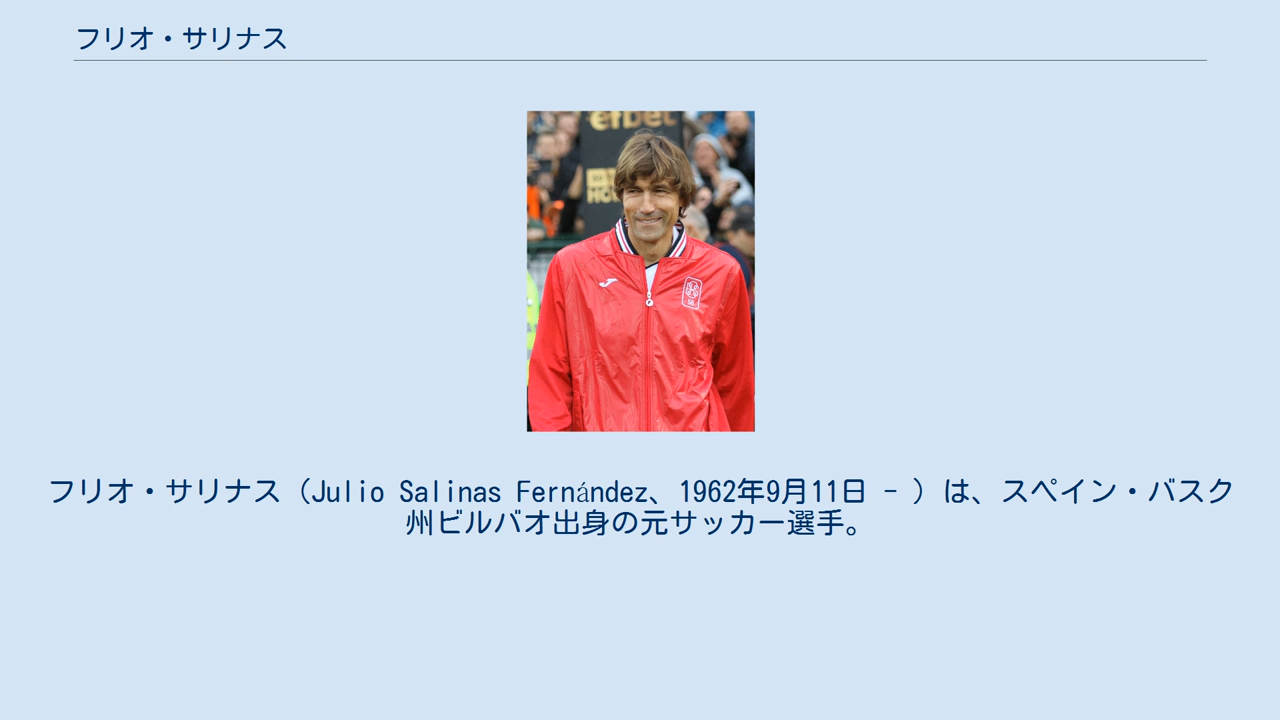 フリオ・サリナス
efbet
フリオ・サリナス（Julio Salinas Fernández、1962年9月11日 - ）は、スペイン・バスク
州ビルバオ出身の元サッカー選手。